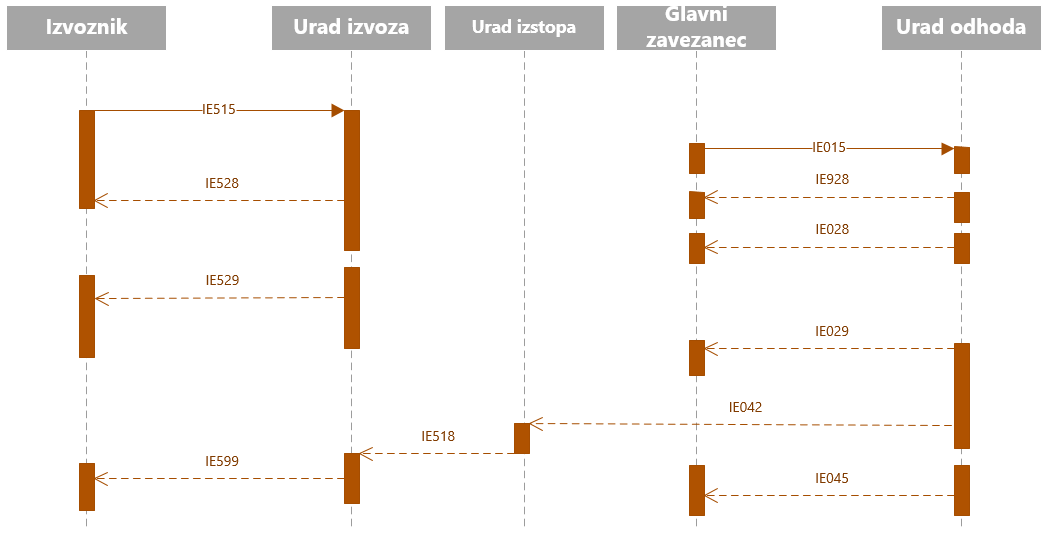 Izvoznik
Urad izvoza
Urad izstopa
Glavni
zavezanec
Urad odhoda
IE515
IE015
IE928
IE528
IE028
IE529
IE029
IE042
IE518
IE599
IE045